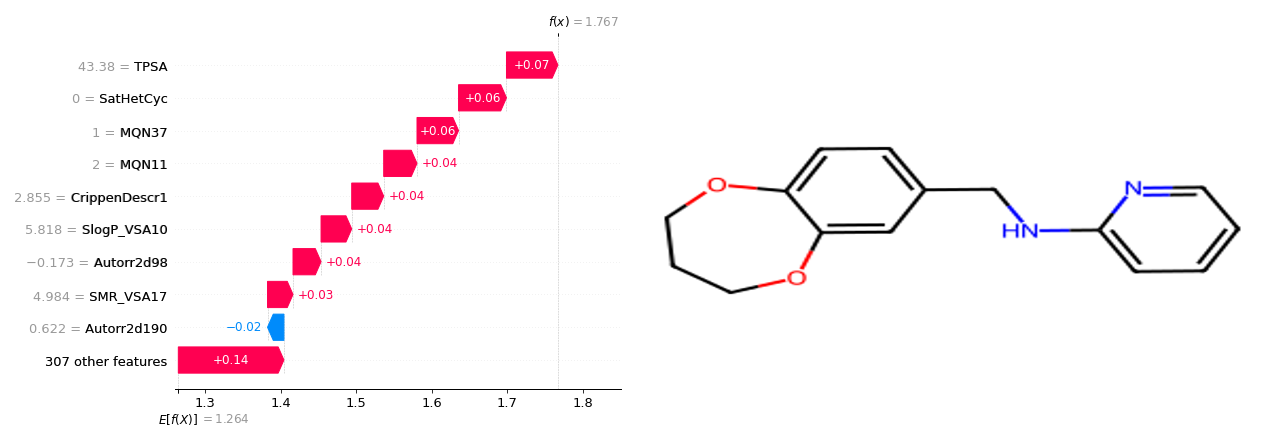 f(x) = 1.767
43.38 = TPSA +0.07
0 = SatHetCyc +0.06
1 = MQN37 +0.06
2 = MQN11 +0.04
2.855 = CrippenDescr1 +0.04
5.818 = SlogP_VSA10 +0.04
−0.173 = Autorr2d98 +0.04
4.984 = SMR_VSA17 +0.03
0.622 = Autorr2d190 −0.02
307 other features +0.14
1.3 1.4 1.5 1.6 1.7 1.8
E[f(X)] = 1.264
O
O
HN
N